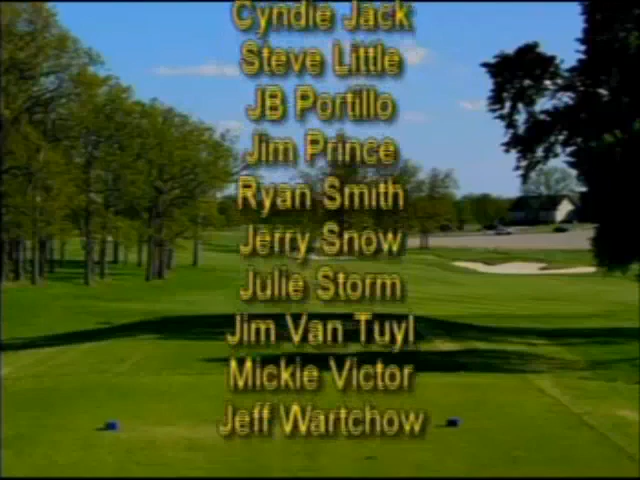 Cyndie Jack
Steve Little
JB Portillo
Jim Prince
Ryan Smith
Jerry Snow
Julie Storm
Jim Van Tuyl
Mickie Victor
Jeff Wartchow